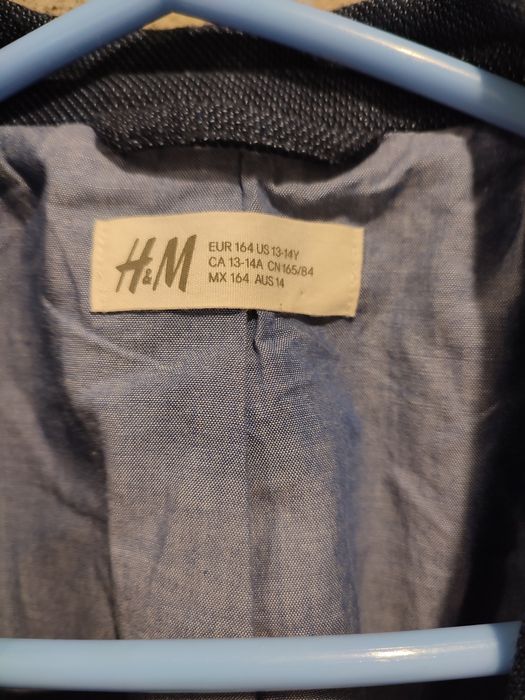 H&M
EUR 164 US 13-14Y
CA 13-14A CN 165/84
MX 164 AUS 14